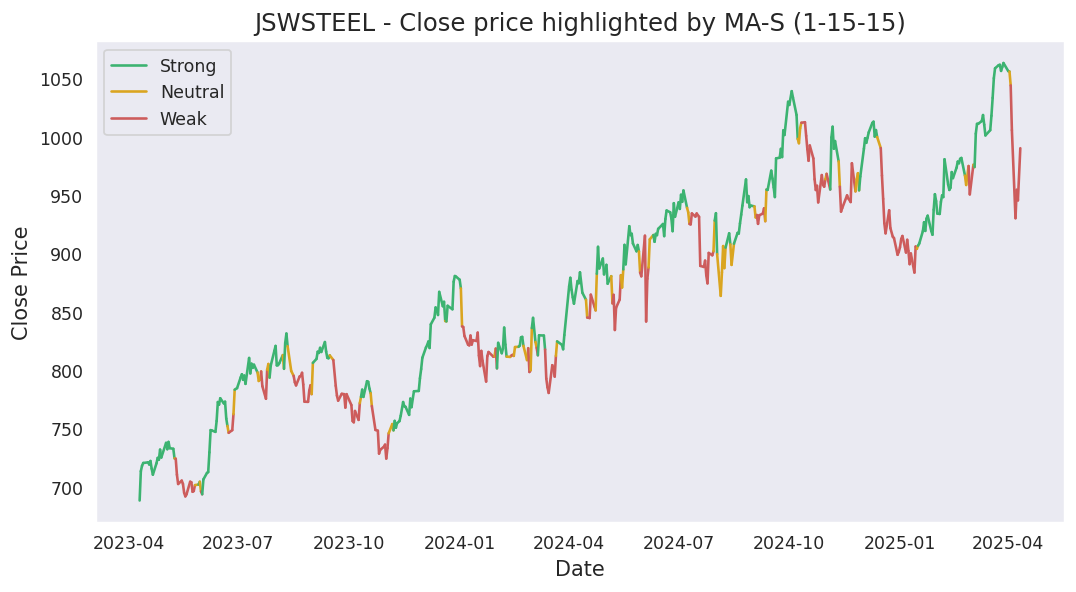 JSWSTEEL - Close price highlighted by MA-S (1-15-15)
Strong
Neutral
Weak
Close Price
1050
1000
950
900
850
800
750
700
2023-04 2023-07 2023-10 2024-01 2024-04 2024-07 2024-10 2025-01 2025-04
Date